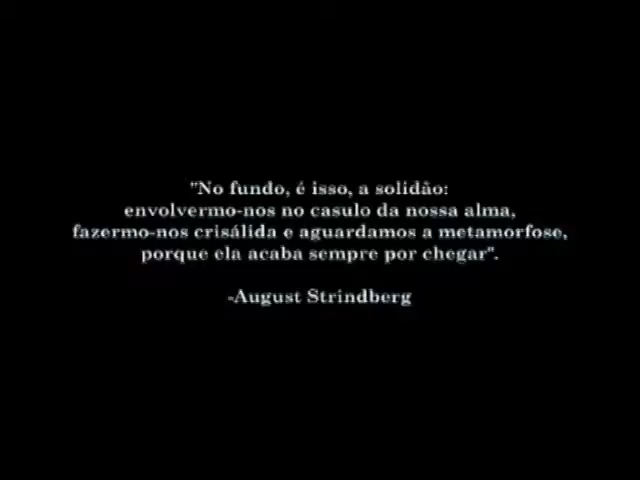 "No fundo, é isso, a solidão:
envolvermo-nos no casulo da nossa alma,
fazermo-nos crisálida e aguardamos a metamorfose,
porque ela acaba sempre por chegar".
-August Strindberg